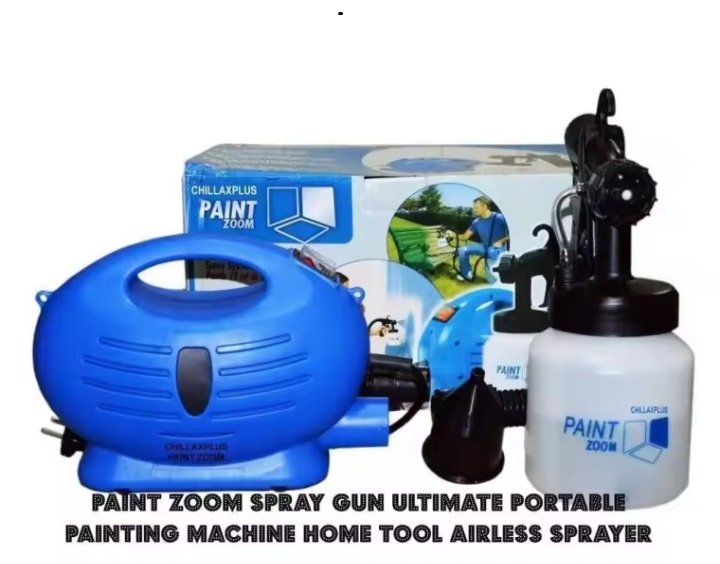 CHILLAXPLUS
PAINT
ZOOM
PAINT
ZOOM
CHILLAXPLUS
PAINT
ZOOM
CHILLAXPLUS
PAINT ZOOM
PAINT ZOOM SPRAY GUN ULTIMATE PORTABLE
PAINTING MACHINE HOME TOOL AIRLESS SPRAYER